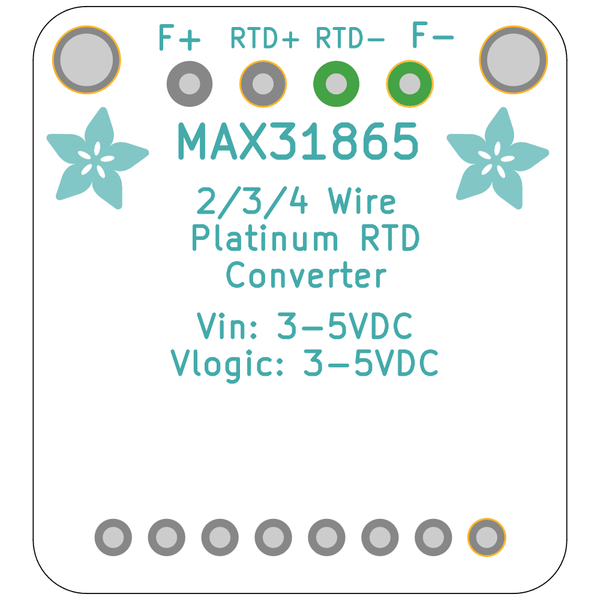 F+ RTD+ RTD- F-
MAX31865
2/3/4 Wire
Platinum RTD
Converter
Vin: 3-5VDC
Vlogic: 3-5VDC